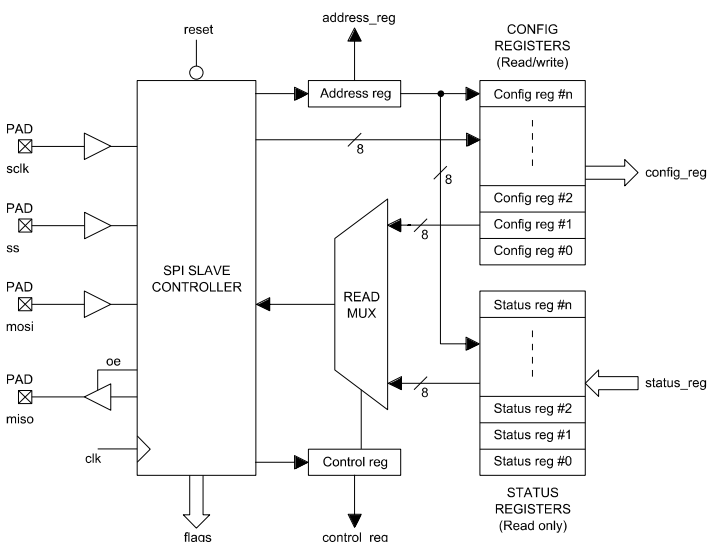 address_reg
reset
CONFIG
REGISTERS
(Read/write)
Address reg
Config reg #n
PAD
sclk
8
8
config_reg
Config reg #2
Config reg #1
Config reg #0
8
PAD
ss
SPI SLAVE
CONTROLLER
READ
MUX
PAD
mosi
Status reg #n
oe
PAD
miso
8
status_reg
Status reg #2
Status reg #1
Status reg #0
clk
Control reg
STATUS
REGISTERS
(Read only)
flags
control_reg